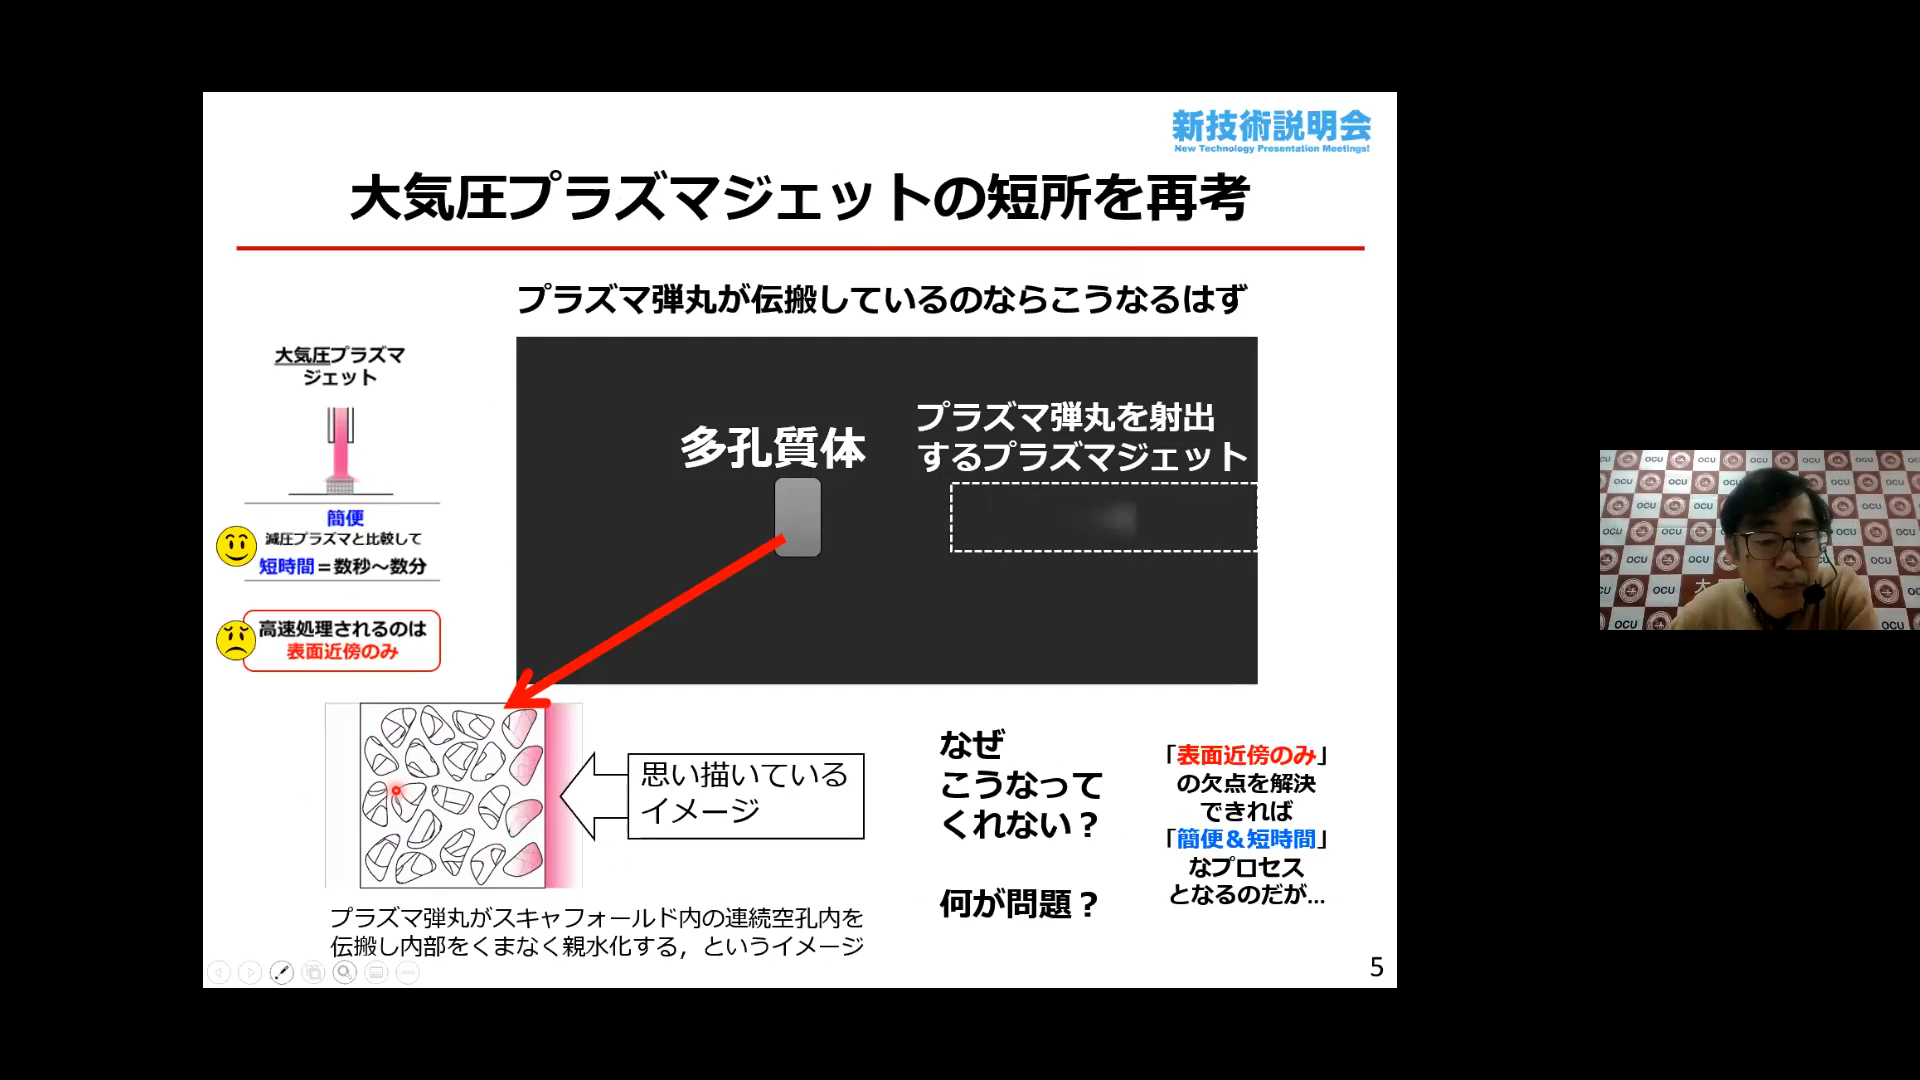 新技術説明会
New Technology Presentation Meetings!
大気圧プラズマジェットの短所を再考
プラズマ弾丸が伝搬しているのならこうなるはず
大気圧プラズマ
ジェット
簡便
減圧プラズマと比較して
短時間＝数秒～数分
高速処理されるのは
表面近傍のみ
多孔質体
プラズマ弾丸を射出
するプラズマジェット
思い描いている
イメージ
プラズマ弾丸がスキャフォールド内の連続空孔内を
伝搬し内部をくまなく親水化する，というイメージ
なぜ
こうなって
くれない？
何が問題？
「表面近傍のみ」
の欠点を解決
できれば
「簡便＆短時間」
なプロセス
となるのだが...
5
OCU